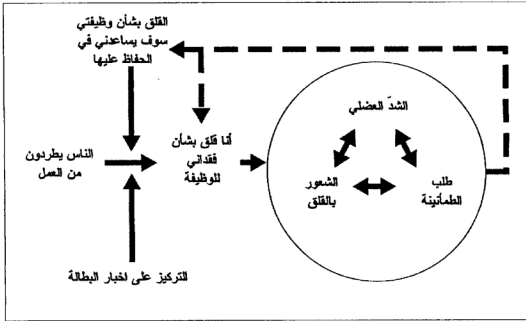 القلق بشأن وظيفتي
سوف يساعدني في
الحفاظ عليها
الناس يطردون
من العمل
أنا قلق بشأن
فقداني
للوظيفة
التركيز على اخبار البطالة
الشدّ العضلي
طلب
الطمأنينة
الشعور
بالقلق